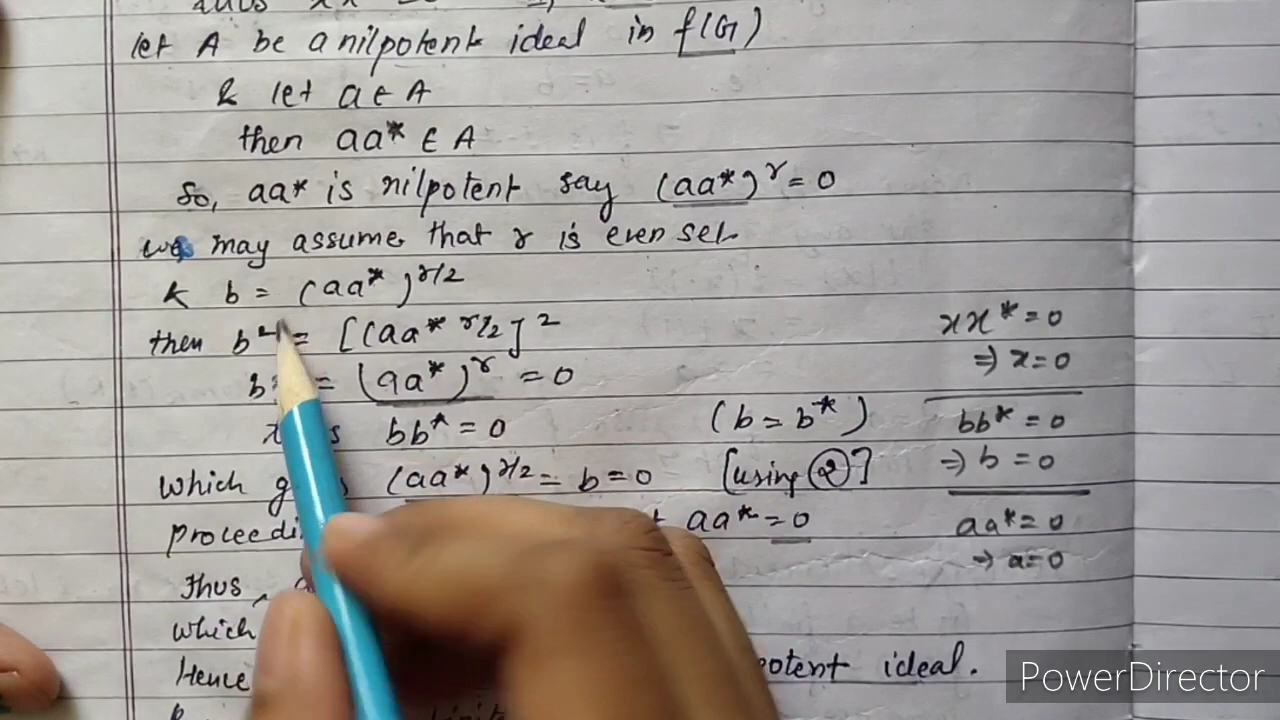 let A be a nilpotent ideal in f(G)
& let a ∈ A
then aa* ∈ A
So, aa* is nilpotent say (aa*)^r = 0
we may assume that r is even set
& b = (aa*)^r/2
then b² = [(aa* r/2]²
= (aa*)^r = 0
bb* = 0 (b = b*)
Which (aa*)^r/2 = b = 0 [using ②]
aa* = 0
Thus,
which
Hence ideal.
xx* = 0
⇒ x = 0
bb* = 0
⇒ b = 0
aa* = 0
⇒ a = 0
PowerDirector